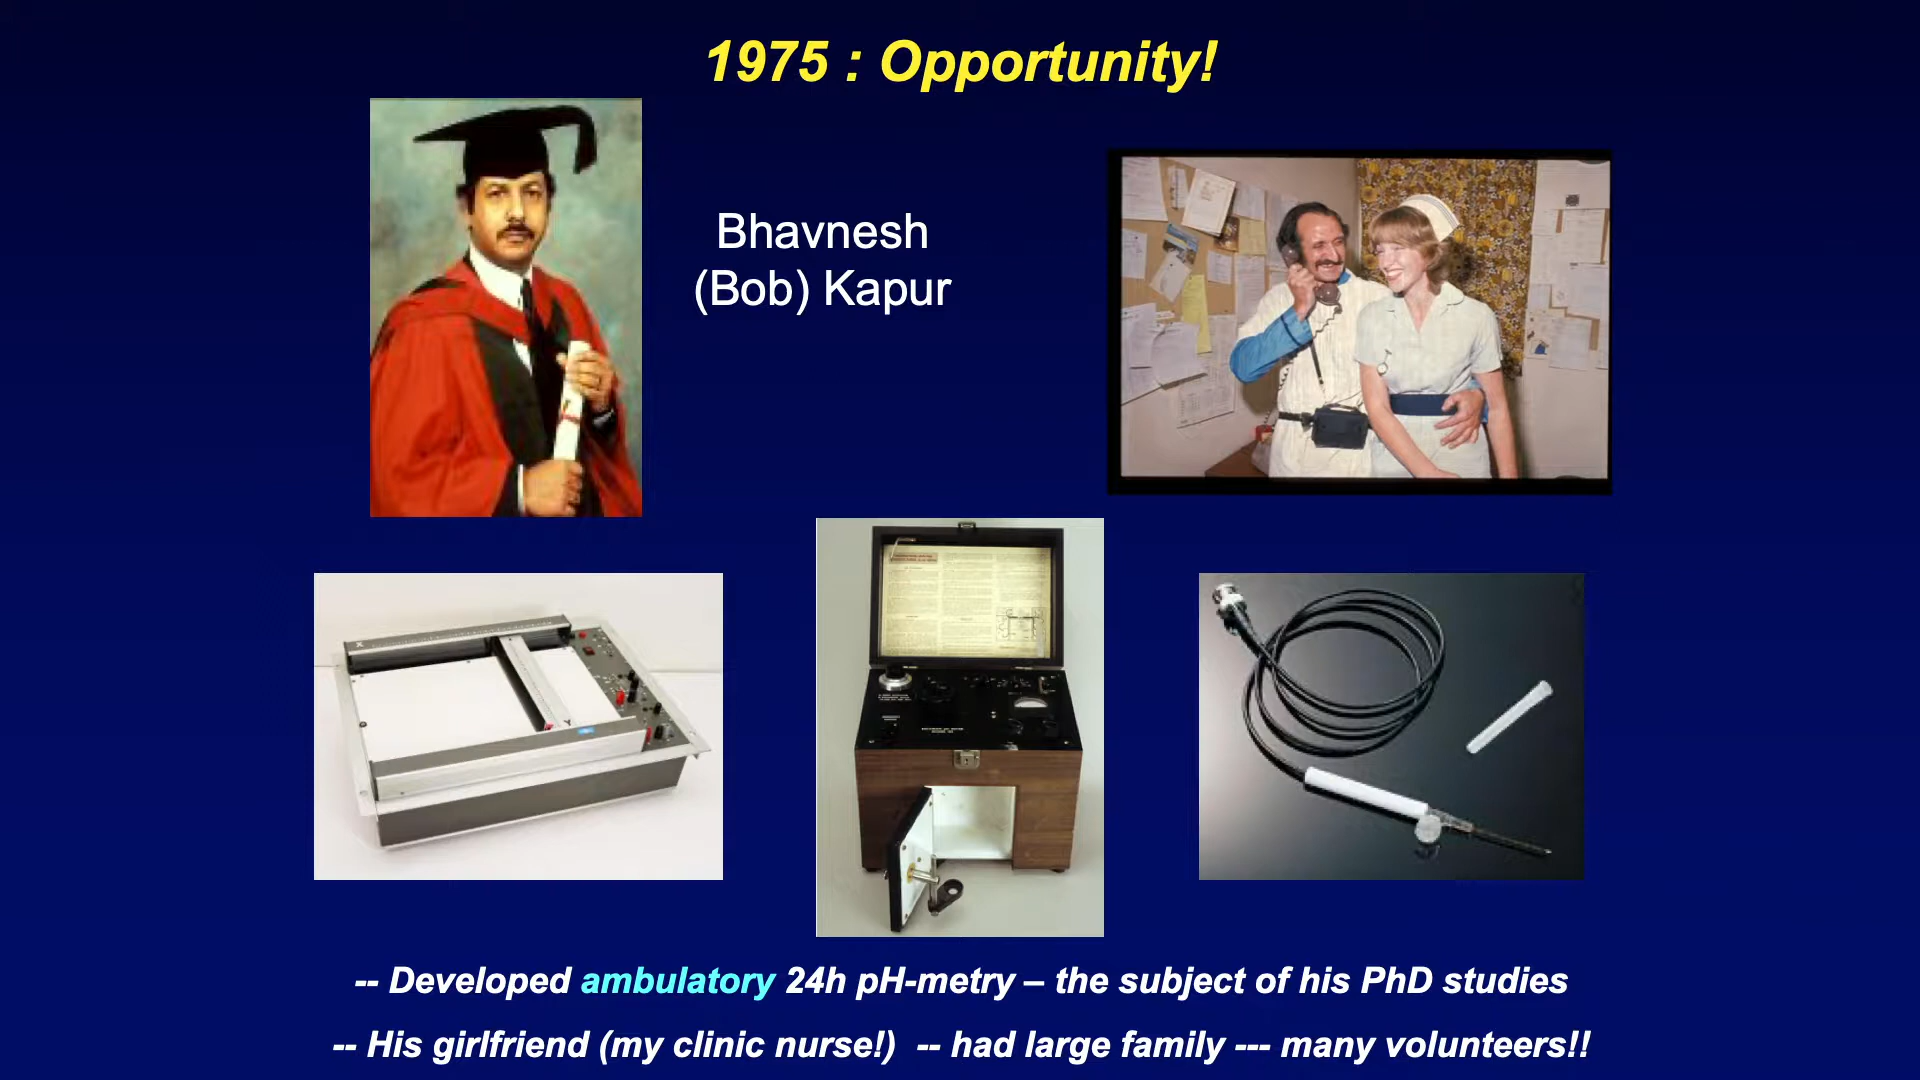 1975 : Opportunity!
Bhavnesh
(Bob) Kapur
X
Y
-- Developed ambulatory 24h pH-metry – the subject of his PhD studies
-- His girlfriend (my clinic nurse!)  -- had large family --- many volunteers!!